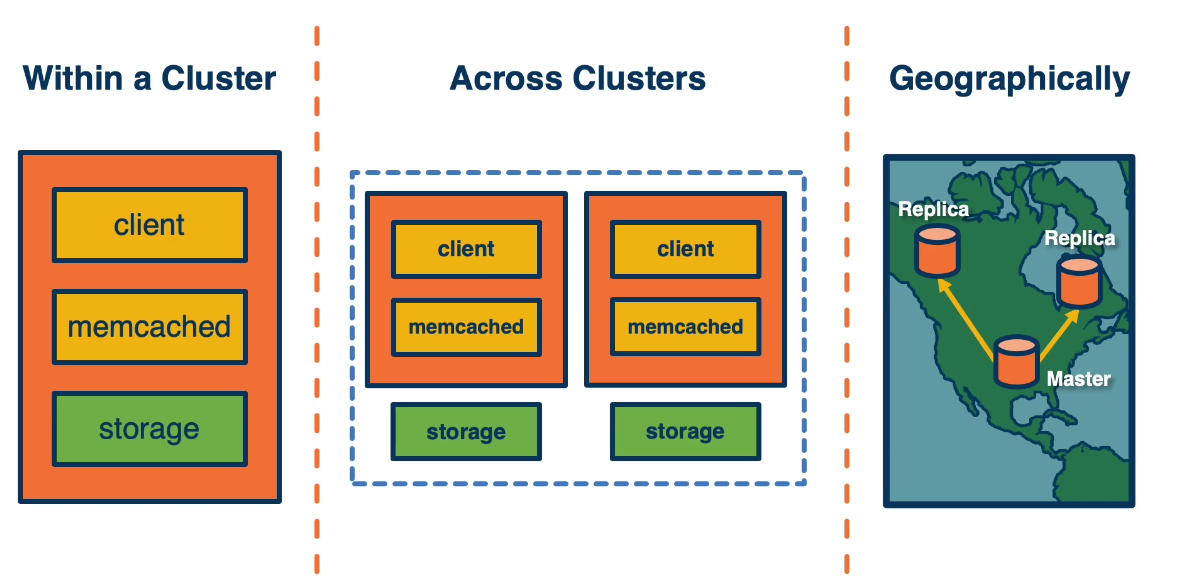 Within a Cluster
client
memcached
storage
Across Clusters
client
memcached
storage
client
memcached
storage
Geographically
Replica
Replica
Master